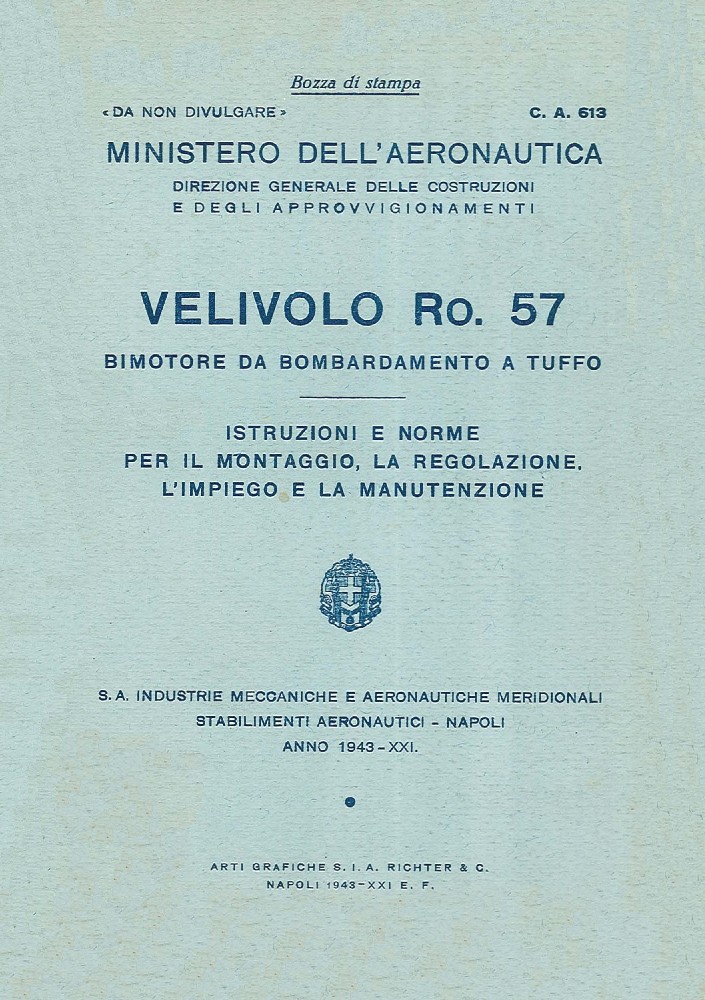 Bozza di stampa
«DA NON DIVULGARE» C. A. 613
MINISTERO DELL'AERONAUTICA
DIREZIONE GENERALE DELLE COSTRUZIONI
E DEGLI APPROVVIGIONAMENTI
VELIVOLO Ro. 57
BIMOTORE DA BOMBARDAMENTO A TUFFO
ISTRUZIONI E NORME
PER IL MONTAGGIO, LA REGOLAZIONE,
L'IMPIEGO E LA MANUTENZIONE
S. A. INDUSTRIE MECCANICHE E AERONAUTICHE MERIDIONALI
STABILIMENTI AERONAUTICI - NAPOLI
ANNO 1943-XXI.
ARTI GRAFICHE S. I. A. RICHTER & C.
NAPOLI 1943-XXI E. F.